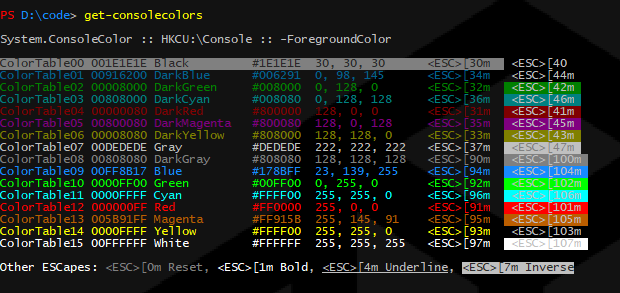 PS D:\code> get-consolecolors
System.ConsoleColor :: HKCU:\Console :: -ForegroundColor
ColorTable00 001E1E1E Black #1E1E1E 30, 30, 30 <ESC>[30m <ESC>[40
ColorTable01 00916200 DarkBlue #006291 0, 98, 145 <ESC>[34m <ESC>[44m
ColorTable02 00008000 DarkGreen #008000 0, 128, 0 <ESC>[32m <ESC>[42m
ColorTable03 00808000 DarkCyan #008080 0, 128, 128 <ESC>[36m <ESC>[46m
ColorTable04 00000080 DarkRed #800000 128, 0, 0 <ESC>[31m <ESC>[41m
ColorTable05 00800080 DarkMagenta #800080 128, 0, 128 <ESC>[35m <ESC>[45m
ColorTable06 00008080 DarkYellow #808000 128, 128, 0 <ESC>[33m <ESC>[43m
ColorTable07 00DEDEDE Gray #DEDEDE 222, 222, 222 <ESC>[37m <ESC>[47m
ColorTable08 00808080 DarkGray #808080 128, 128, 128 <ESC>[90m <ESC>[100m
ColorTable09 00FF8B17 Blue #178BFF 23, 139, 255 <ESC>[94m <ESC>[104m
ColorTable10 0000FF00 Green #00FF00 0, 255, 0 <ESC>[92m <ESC>[102m
ColorTable11 0000FFFF Cyan #FFFF00 255, 255, 0 <ESC>[96m <ESC>[106m
ColorTable12 000000FF Red #FF0000 255, 0, 0 <ESC>[91m <ESC>[101m
ColorTable13 005B91FF Magenta #FF915B 255, 145, 91 <ESC>[95m <ESC>[105m
ColorTable14 0000FFFF Yellow #FFFF00 255, 255, 0 <ESC>[93m <ESC>[103m
ColorTable15 00FFFFFF White #FFFFFF 255, 255, 255 <ESC>[97m <ESC>[107m
Other ESCapes: <ESC>[0m Reset, <ESC>[1m Bold, <ESC>[4m Underline, <ESC>[7m Inverse